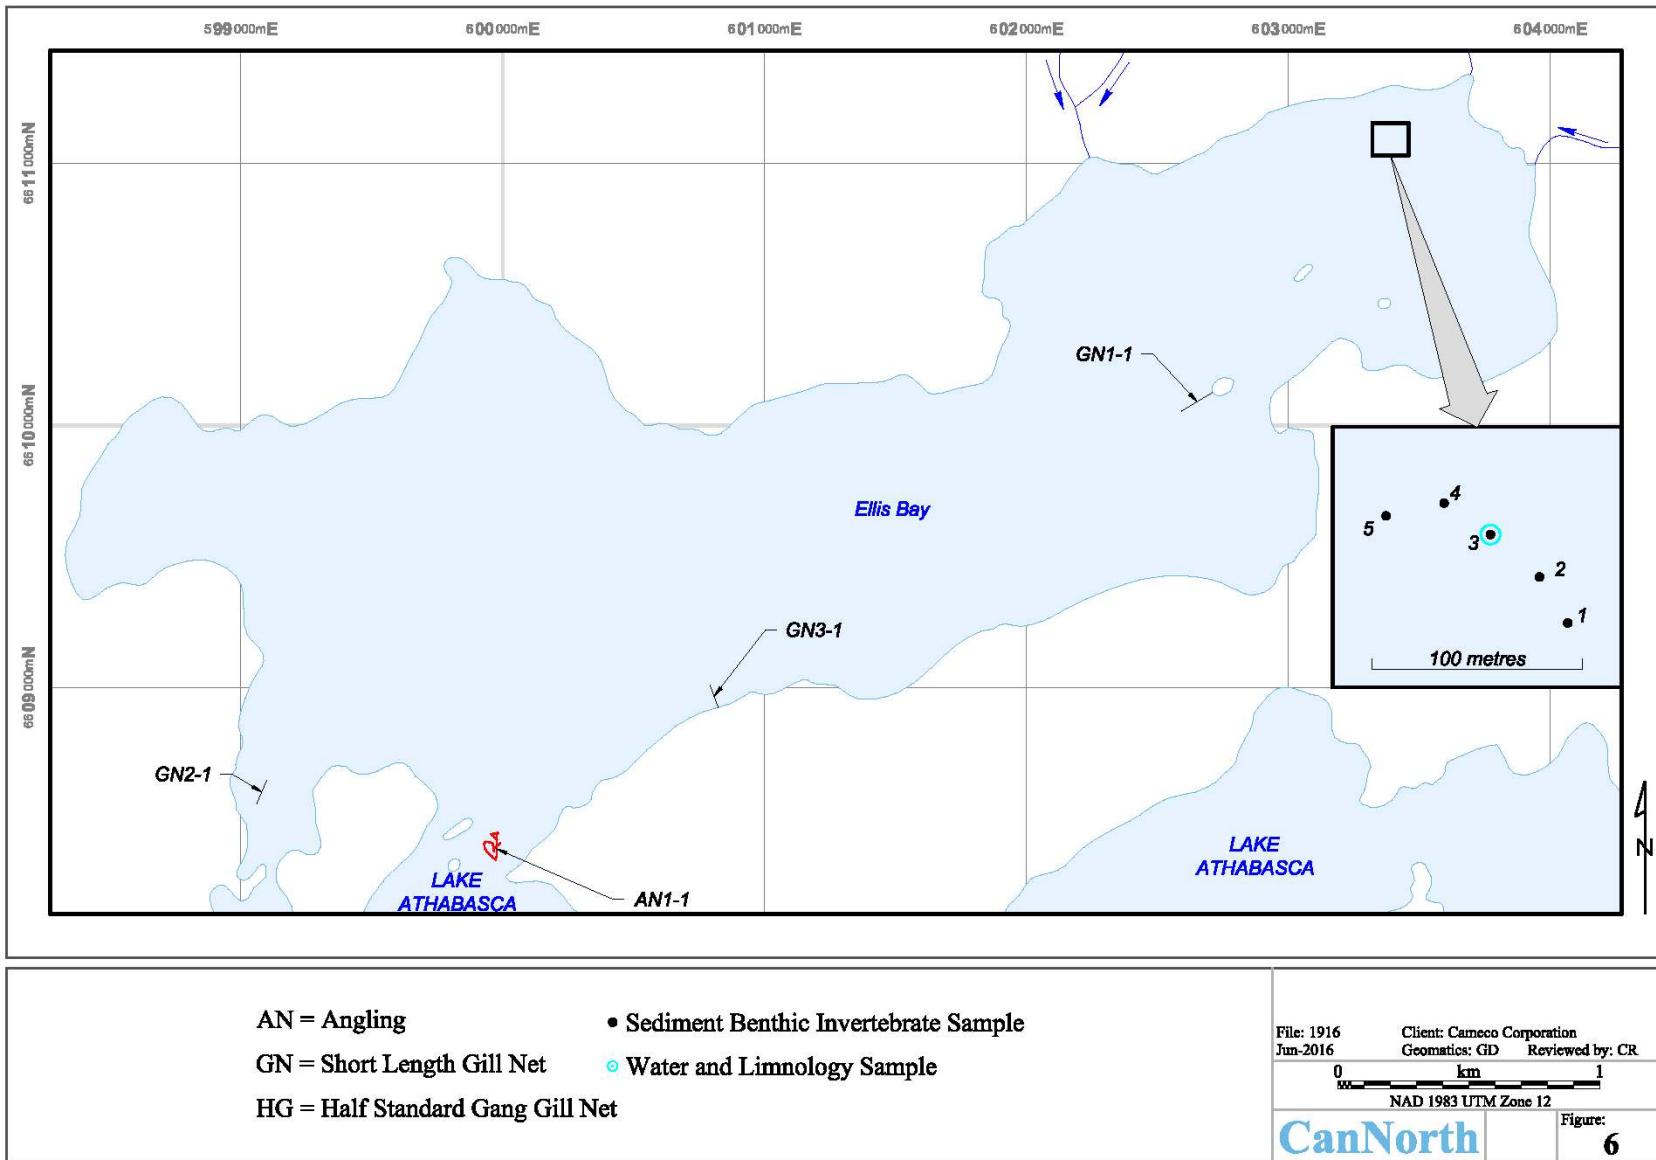 599000mE 600000mE 601000mE 602000mE 603000mE 604000mE
6611000mN
6610000mN
6609000mN
GN1-1
Ellis Bay
GN3-1
GN2-1
AN1-1
LAKE
ATHABASCA
LAKE
ATHABASCA
4
5
3
2
1
100 metres
N
AN = Angling
GN = Short Length Gill Net
HG = Half Standard Gang Gill Net
Sediment Benthic Invertebrate Sample
Water and Limnology Sample
File: 1916 Client: Cameco Corporation
Jun-2016 Geomatics: GD Reviewed by: CR
0 km 1
NAD 1983 UTM Zone 12
CanNorth
Figure:
6